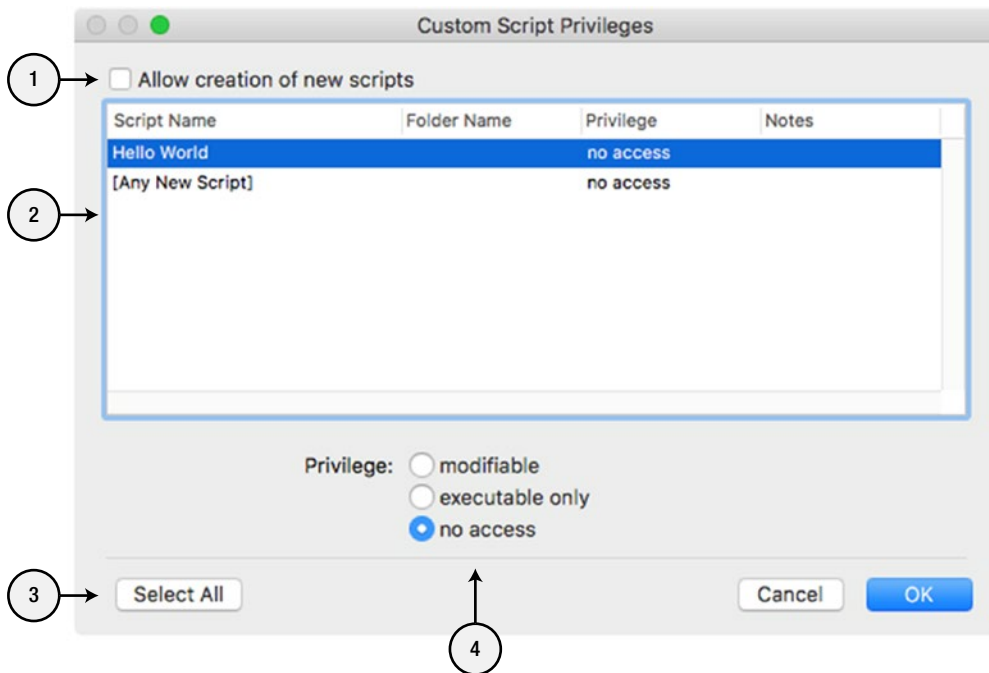 Custom Script Privileges
1
Allow creation of new scripts
Script Name Folder Name Privilege Notes
Hello World no access
[Any New Script] no access
2
Privilege: modifiable
executable only
no access
3
Select All Cancel OK
4